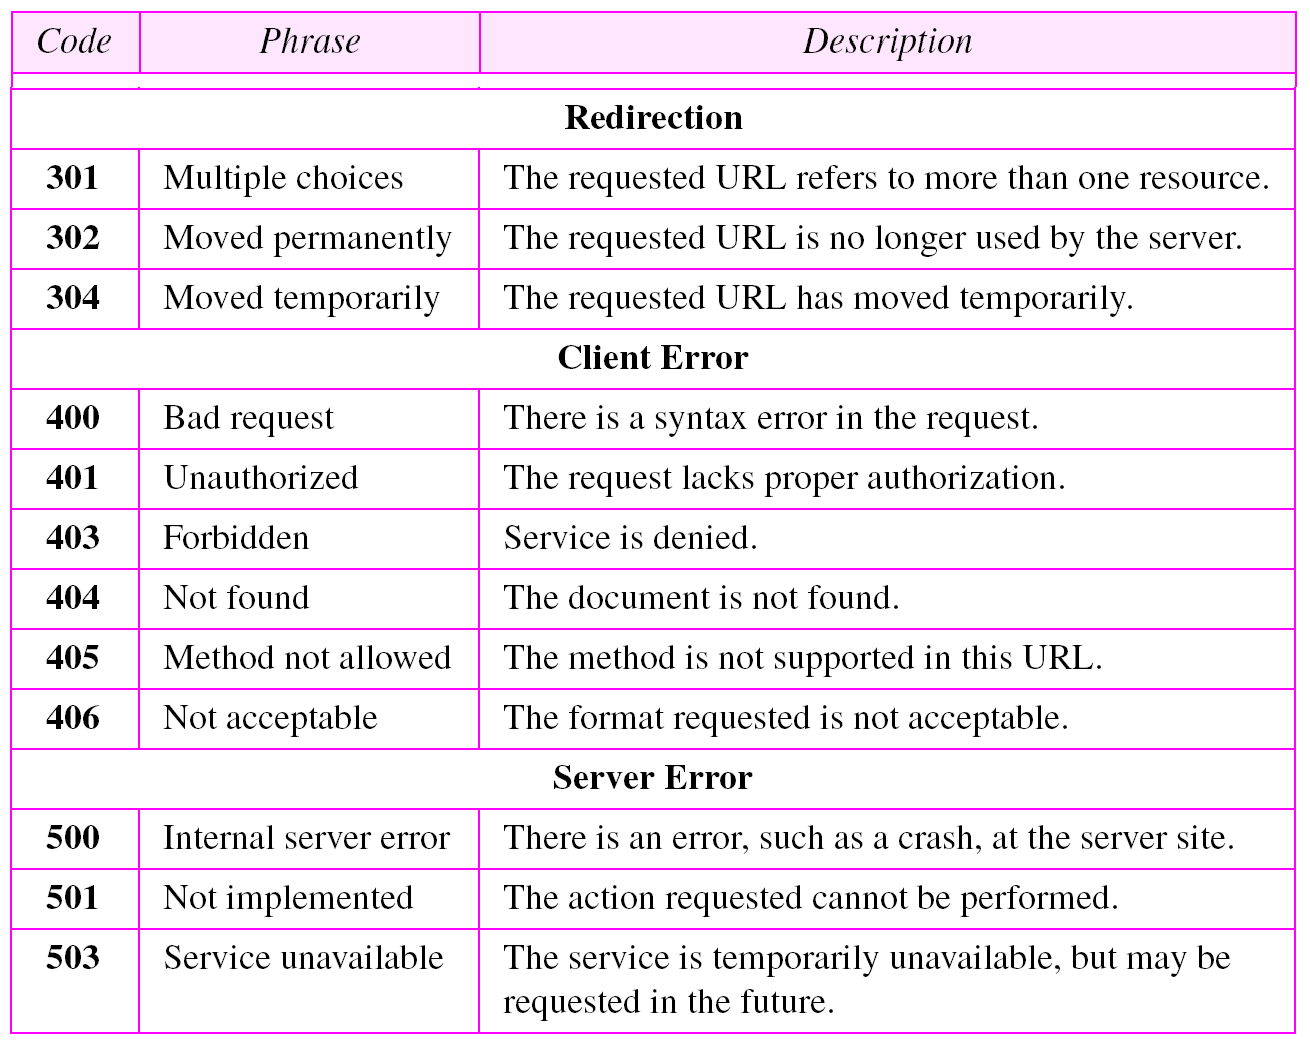 Code Phrase Description
Redirection
301 Multiple choices The requested URL refers to more than one resource.
302 Moved permanently The requested URL is no longer used by the server.
304 Moved temporarily The requested URL has moved temporarily.
Client Error
400 Bad request There is a syntax error in the request.
401 Unauthorized The request lacks proper authorization.
403 Forbidden Service is denied.
404 Not found The document is not found.
405 Method not allowed The method is not supported in this URL.
406 Not acceptable The format requested is not acceptable.
Server Error
500 Internal server error There is an error, such as a crash, at the server site.
501 Not implemented The action requested cannot be performed.
503 Service unavailable The service is temporarily unavailable, but may be
requested in the future.